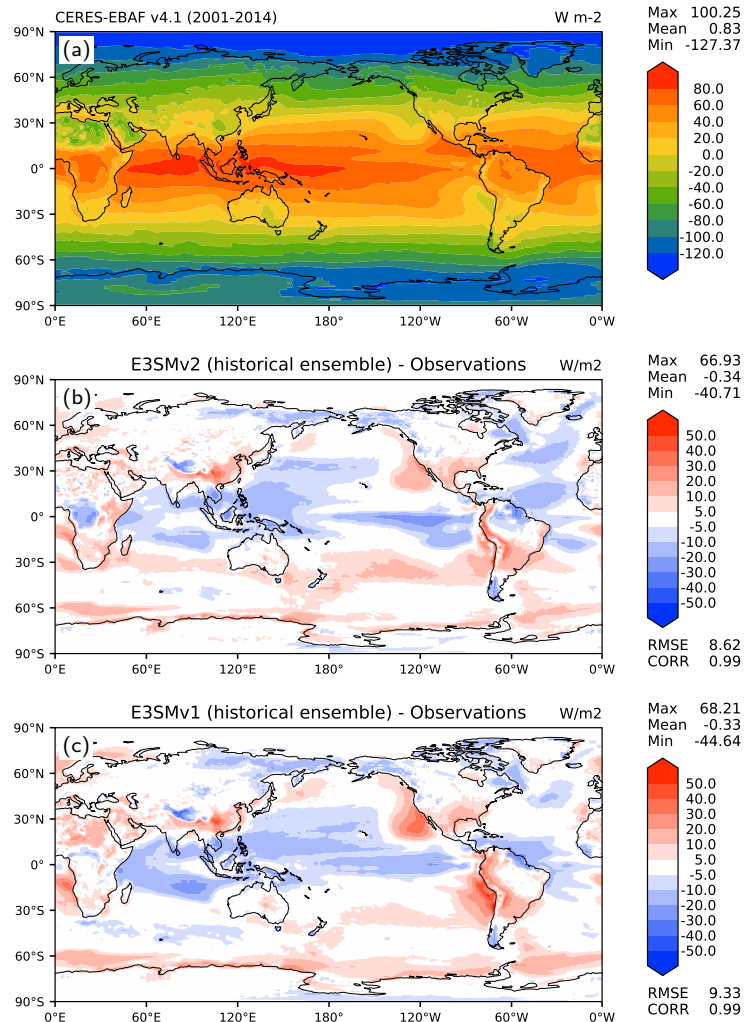 CERES-EBAF v4.1 (2001-2014) W m-2
Max 100.25
Mean 0.83
Min -127.37
(a)
90°N
60°N
30°N
0°
30°S
60°S
90°S
0°E 60°E 120°E 180° 120°W 60°W 0°W
80.0
60.0
40.0
20.0
0.0
-20.0
-40.0
-60.0
-80.0
-100.0
-120.0
E3SMv2 (historical ensemble) - Observations W/m2
Max 66.93
Mean -0.34
Min -40.71
(b)
90°N
60°N
30°N
0°
30°S
60°S
90°S
0°E 60°E 120°E 180° 120°W 60°W 0°W
50.0
40.0
30.0
20.0
10.0
5.0
-5.0
-10.0
-20.0
-30.0
-40.0
-50.0
RMSE 8.62
CORR 0.99
E3SMv1 (historical ensemble) - Observations W/m2
Max 68.21
Mean -0.33
Min -44.64
(c)
90°N
60°N
30°N
0°
30°S
60°S
90°S
0°E 60°E 120°E 180° 120°W 60°W 0°W
50.0
40.0
30.0
20.0
10.0
5.0
-5.0
-10.0
-20.0
-30.0
-40.0
-50.0
RMSE 9.33
CORR 0.99